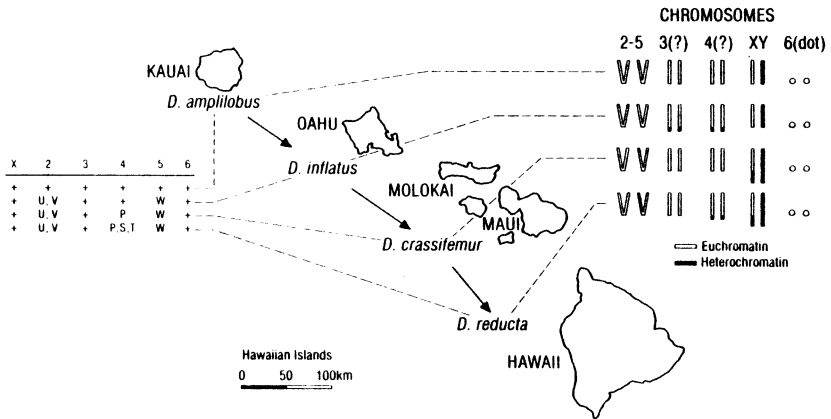 CHROMOSOMES
2-5 3(?) 4(?) XY 6(dot)
KAUAI
D. amplilobus
OAHU
D. inflatus
X 2 3 4 5 6
+ + + + + +
+ U,V + + W +
+ U,V + P W +
+ U,V + P,S,T W +
MOLOKAI
MAUI
D. crassifemur
Euchromatin
Heterochromatin
D. reducta
HAWAII
Hawaiian Islands
0 50 100km